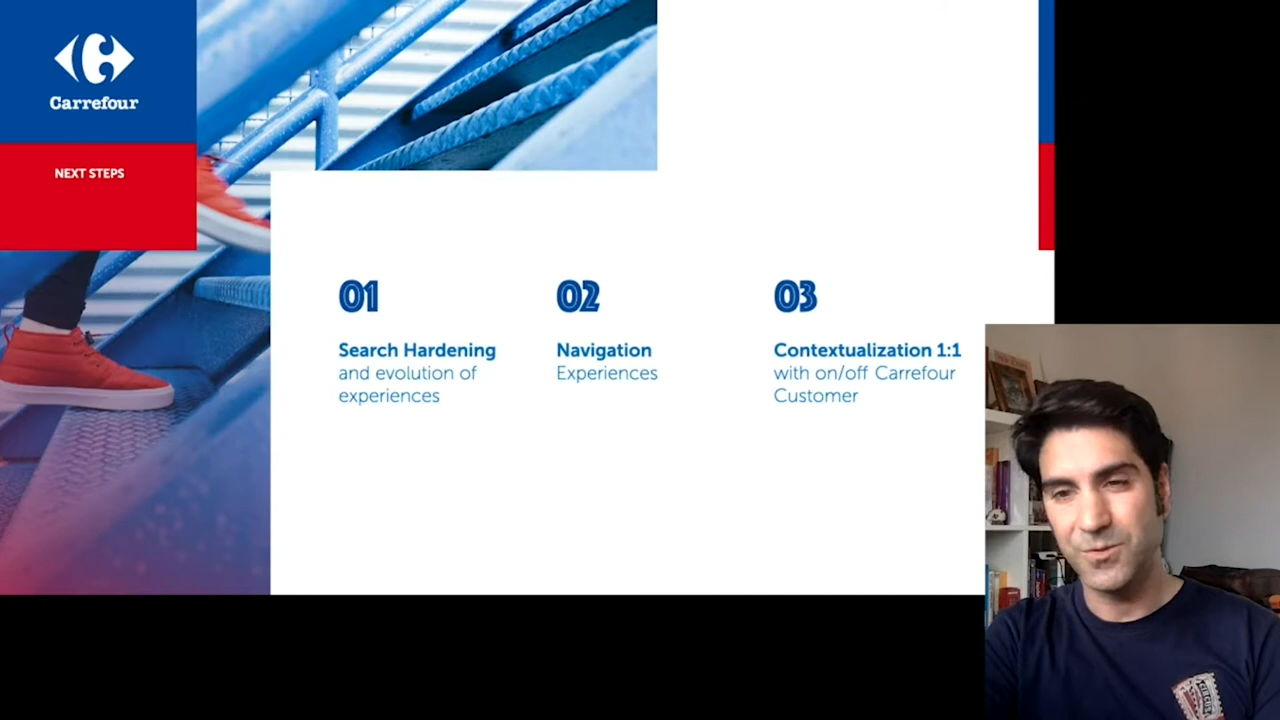 Carrefour
NEXT STEPS
01
Search Hardening
and evolution of
experiences
02
Navigation
Experiences
03
Contextualization 1:1
with on/off Carrefour
Customer